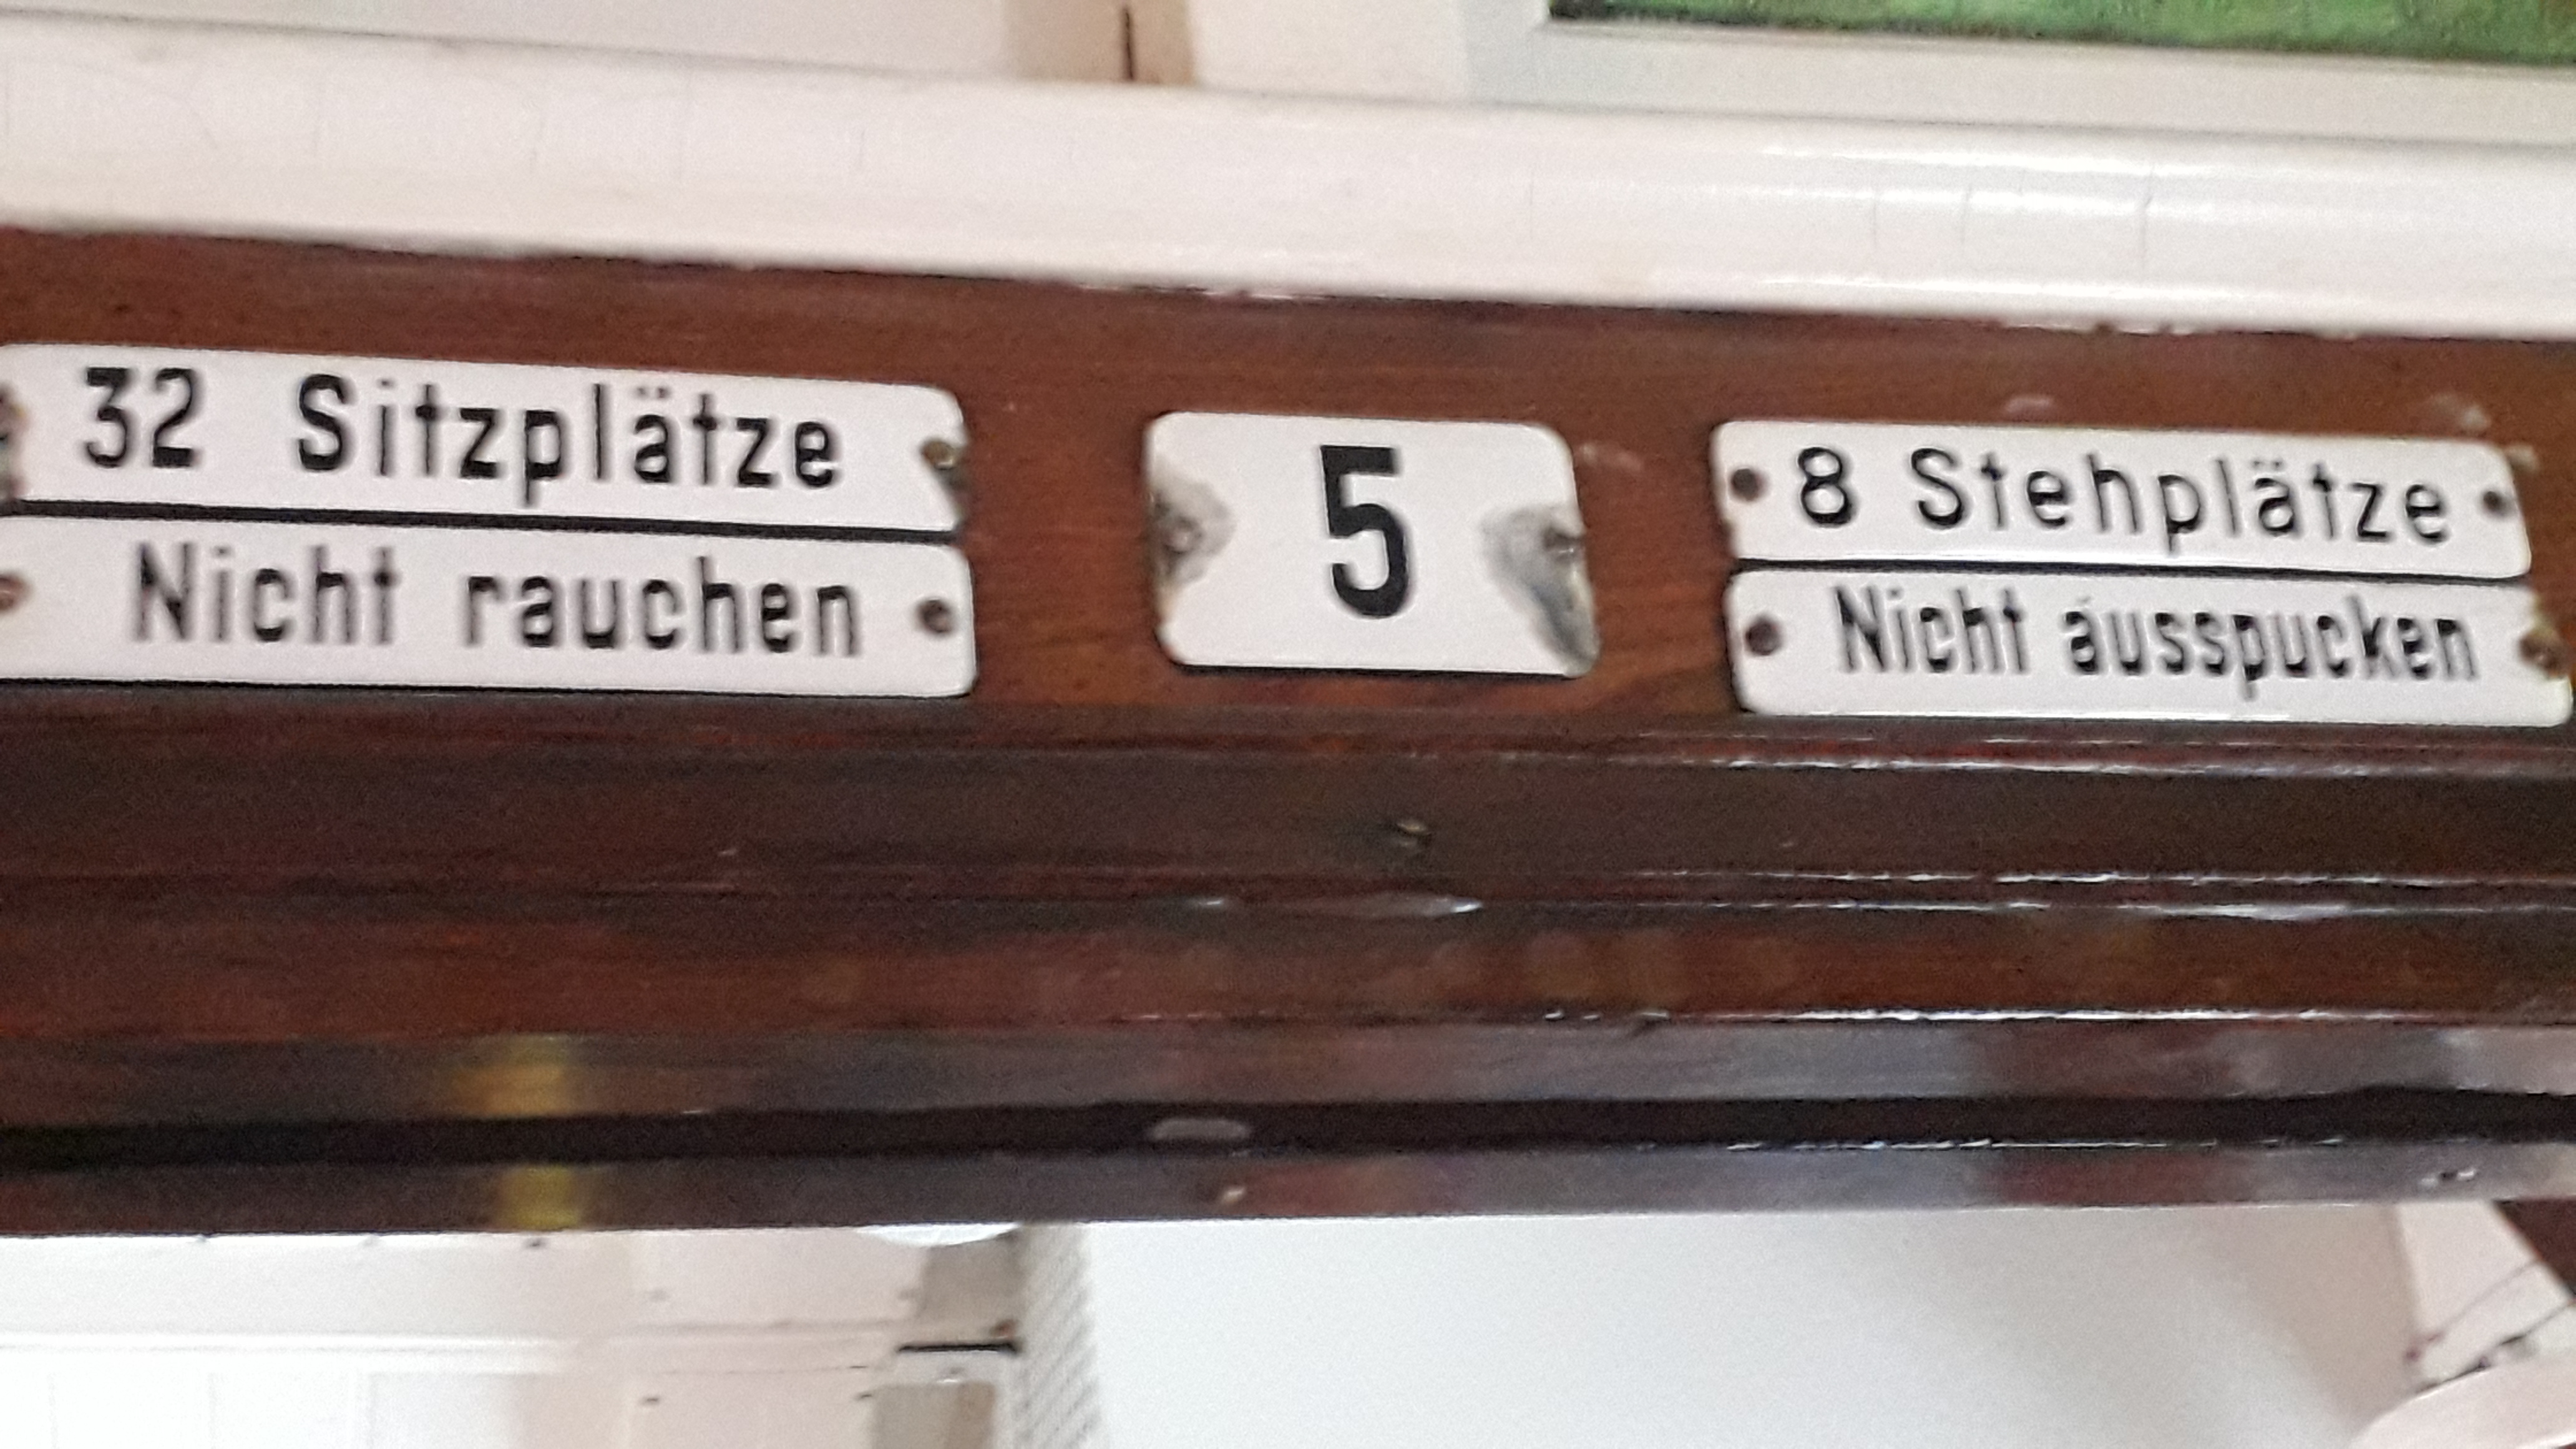 32 Sitzplätze
Nicht rauchen
5
8 Stehplätze
Nicht ausspucken